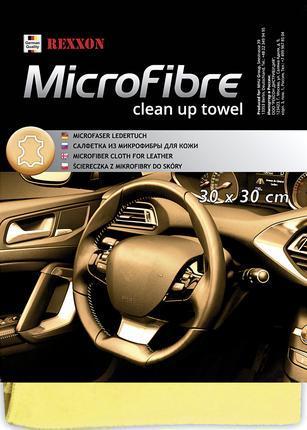 German
Quality
REXXON
MicroFibre
clean up towel
MICROFASER LEDERTUCH
САЛФЕТКА ИЗ МИКРОФИБРЫ ДЛЯ КОЖИ
MICROFIBER CLOTH FOR LEATHER
ŚCIERECZKA Z MIKROFIBRY DO SKÓRY
30 x 30 cm